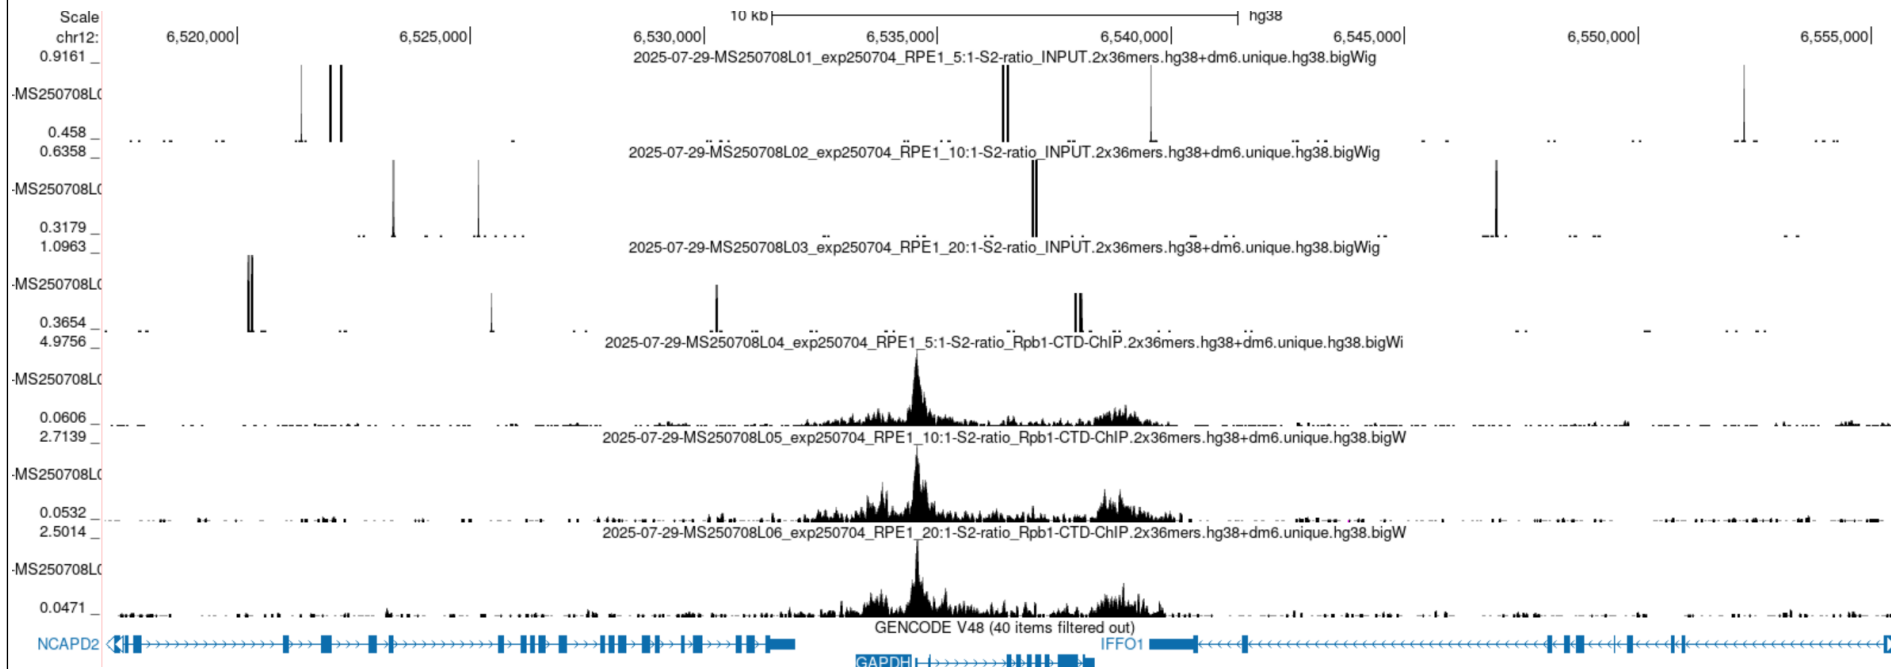 Scale 10 kb hg38
chr12: 6,520,000 6,525,000 6,530,000 6,535,000 6,540,000 6,545,000 6,550,000 6,555,000
2025-07-29-MS250708L01_exp250704_RPE1_5:1-S2-ratio_INPUT.2x36mers.hg38+dm6.unique.hg38.bigWig
0.9161 _
-MS250708L0
0.458 _
2025-07-29-MS250708L02_exp250704_RPE1_10:1-S2-ratio_INPUT.2x36mers.hg38+dm6.unique.hg38.bigWig
0.6358 _
-MS250708L0
0.3179 _
2025-07-29-MS250708L03_exp250704_RPE1_20:1-S2-ratio_INPUT.2x36mers.hg38+dm6.unique.hg38.bigWig
1.0963 _
-MS250708L0
0.3654 _
2025-07-29-MS250708L04_exp250704_RPE1_5:1-S2-ratio_Rpb1-CTD-ChIP.2x36mers.hg38+dm6.unique.hg38.bigWi
4.9756 _
-MS250708L0
0.0606 _
2025-07-29-MS250708L05_exp250704_RPE1_10:1-S2-ratio_Rpb1-CTD-ChIP.2x36mers.hg38+dm6.unique.hg38.bigW
2.7139 _
-MS250708L0
0.0532 _
2025-07-29-MS250708L06_exp250704_RPE1_20:1-S2-ratio_Rpb1-CTD-ChIP.2x36mers.hg38+dm6.unique.hg38.bigW
2.5014 _
-MS250708L0
0.0471 _
GENCODE V48 (40 items filtered out)
NCAPD2 IFFO1
GAPDH